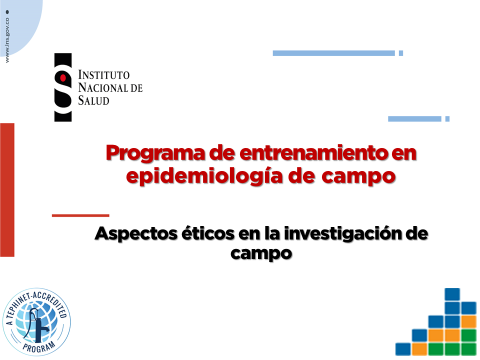 www.ins.gov.co
INSTITUTO
NACIONAL DE
SALUD
Programa de entrenamiento en
epidemiología de campo
Aspectos éticos en la investigación de
campo
A TEPHINET-ACCREDITED
PROGRAM